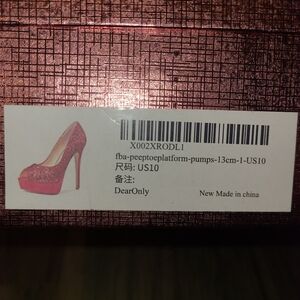 X002XRODL1
fba-peeptoeplatform-pumps-13cm-1-US10
尺码: US10
备注:
DearOnly
New Made in china